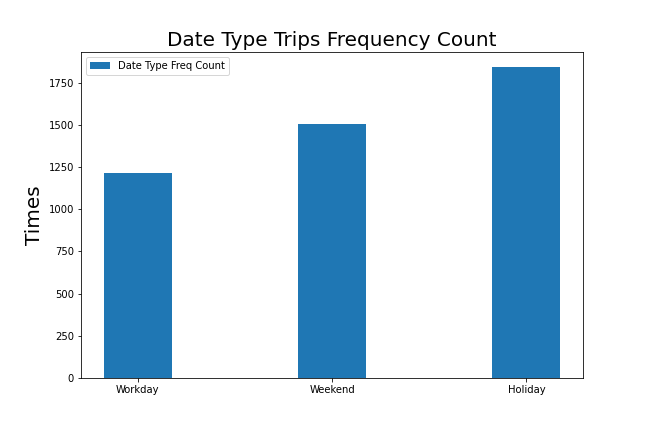 Date Type Trips Frequency Count
Date Type Freq Count
Times
1750
1500
1250
1000
750
500
250
0
Workday
Weekend
Holiday